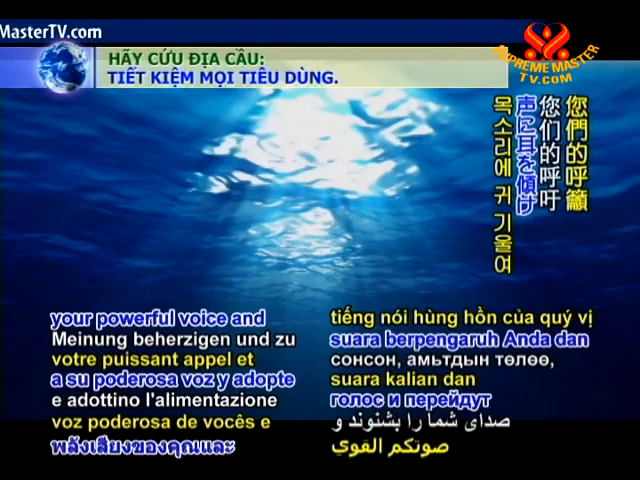 MasterTV.com
HÃY CỨU ĐỊA CẦU:
TIẾT KIỆM MỌI TIÊU DÙNG.
SUPREME MASTER
TV.COM
您們的呼籲
您们的呼吁
声に耳を傾け
목소리에 귀 기울여
your powerful voice and
Meinung beherzigen und zu
votre puissant appel et
a su poderosa voz y adopte
e adottino l'alimentazione
voz poderosa de vocês e
พลังเสียงของคุณและ
tiếng nói hùng hồn của quý vị
suara berpengaruh Anda dan
сонсон, амьтдын төлөө,
suara kalian dan
голос и перейдут
صدای شما را بشنوند و
صوتكم القوي